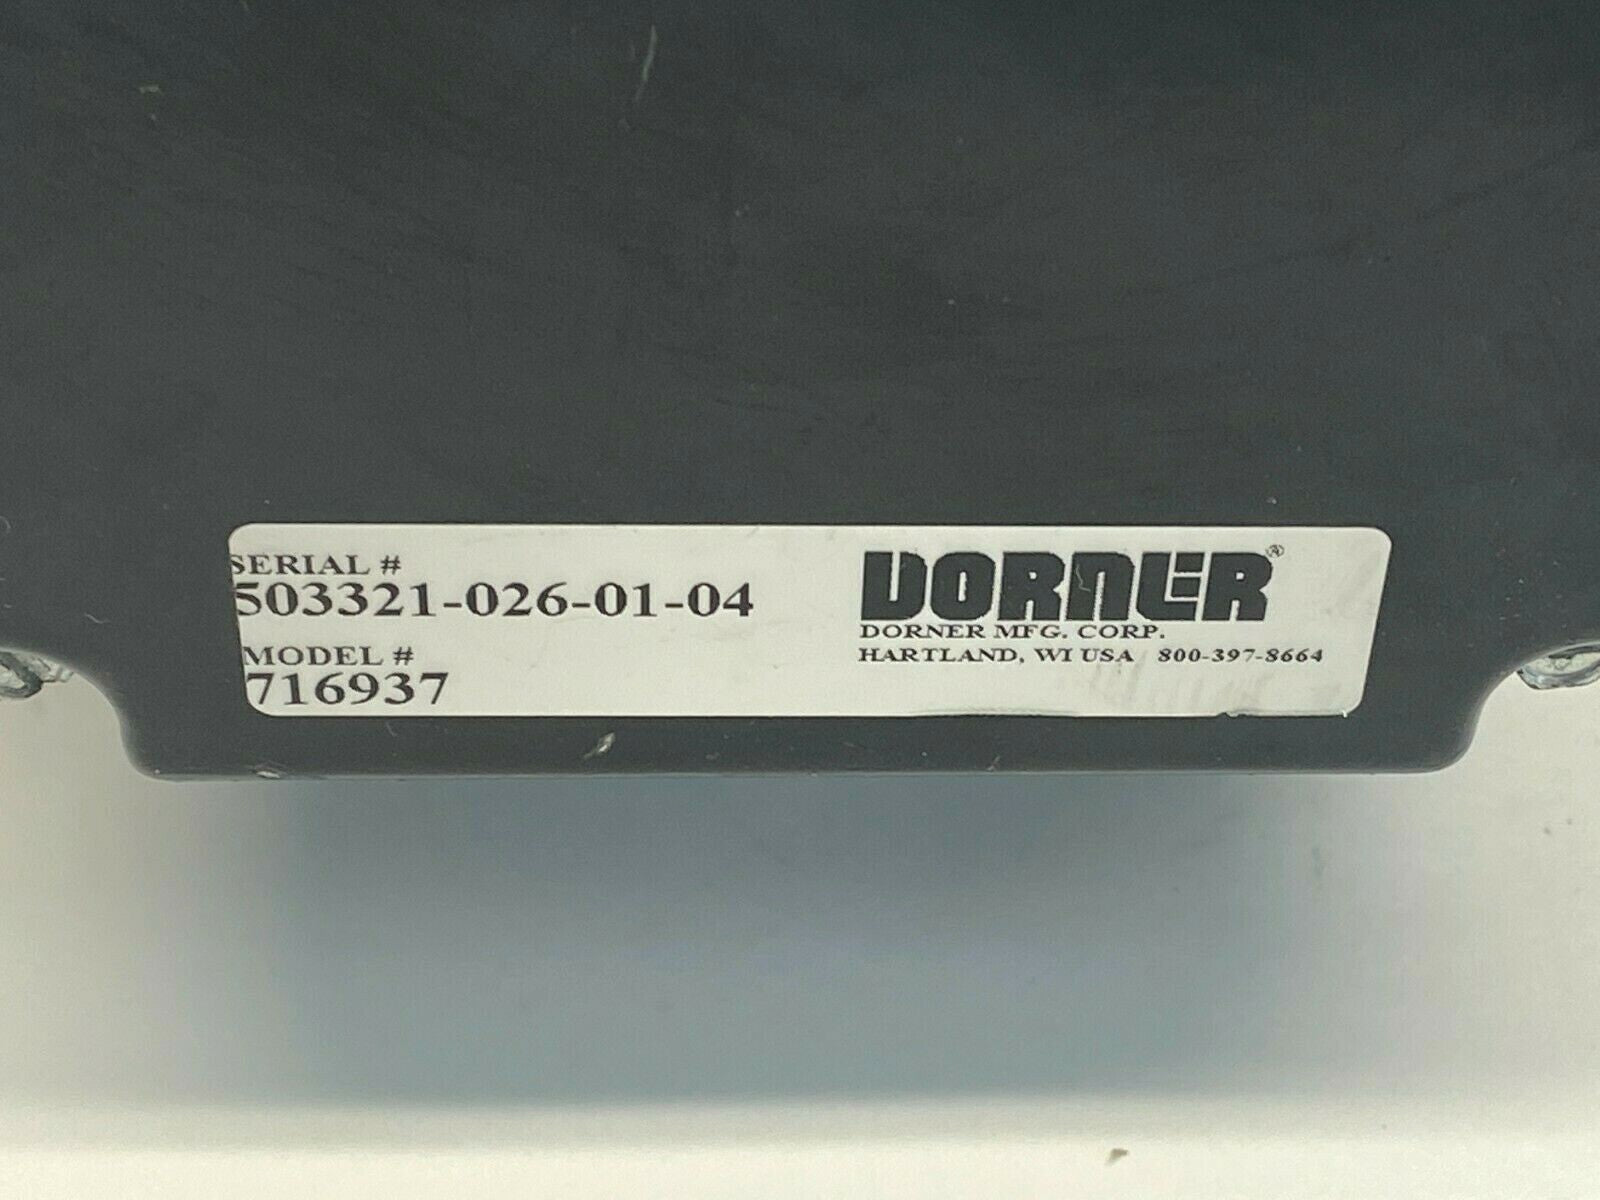 SERIAL #
503321-026-01-04
MODEL #
716937
DORNER®
DORNER MFG. CORP.
HARTLAND, WI USA 800-397-8664